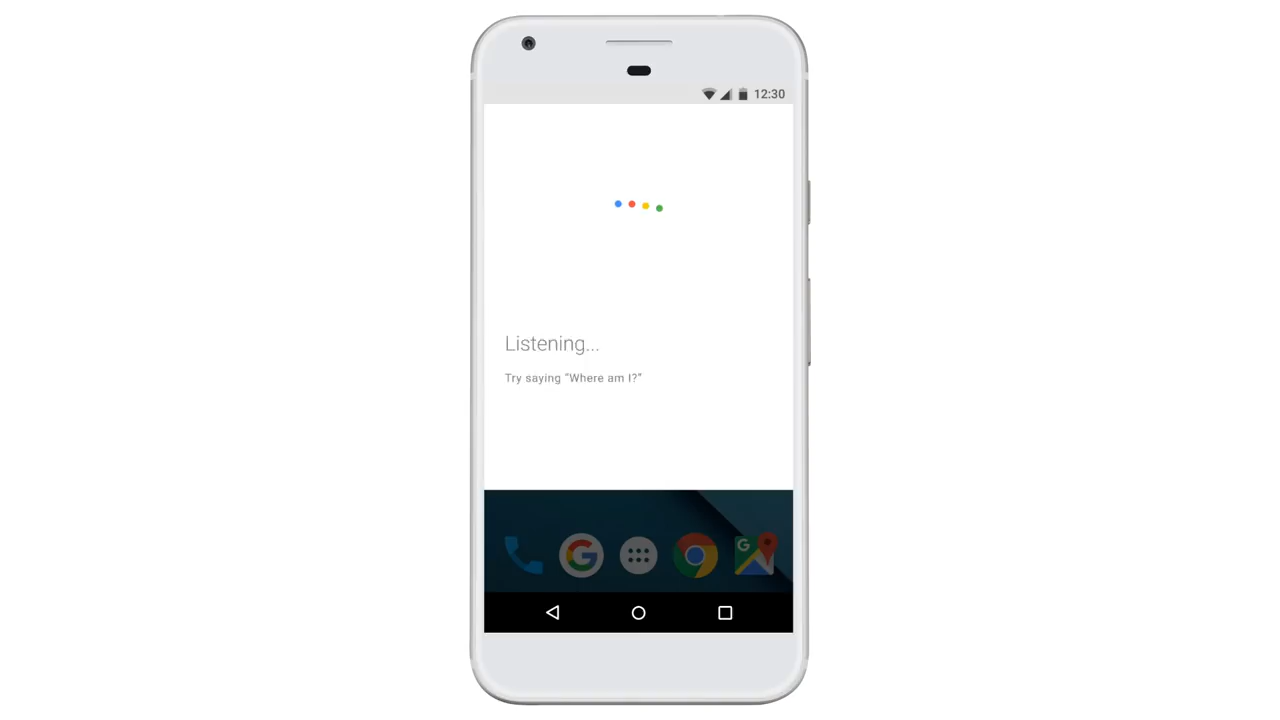 12:30
Listening...
Try saying “Where am I?”
G
G